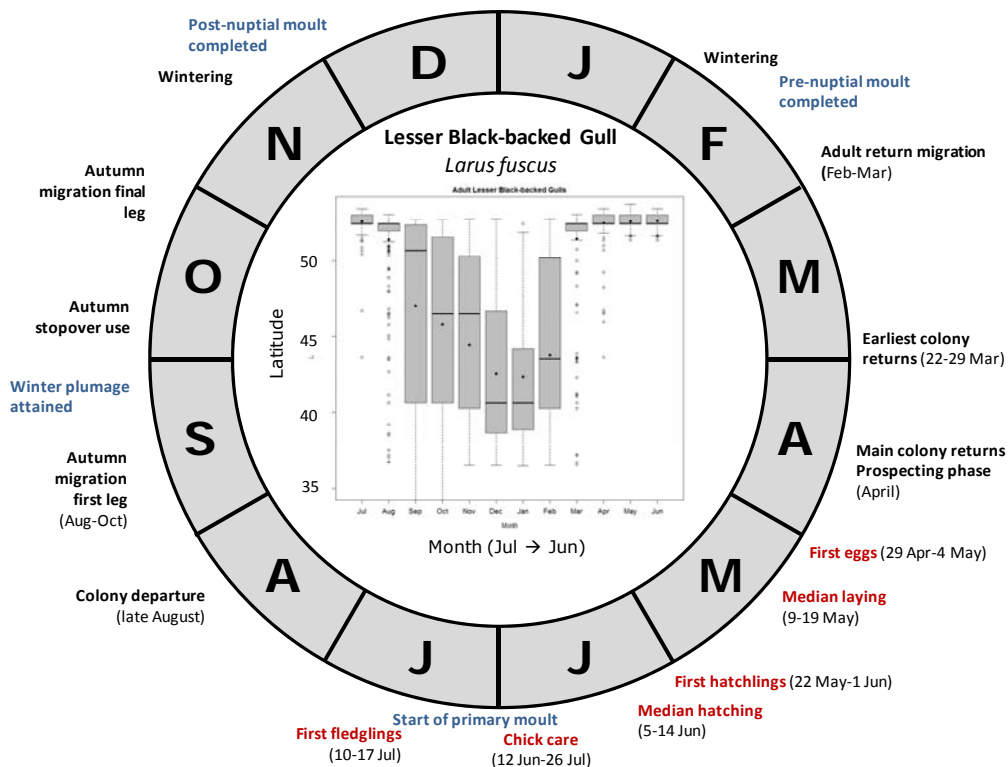 Post-nuptial moult
completed
Wintering
D
J
Wintering
Pre-nuptial moult
completed
N
F
Lesser Black-backed Gull
Larus fuscus
Adult return migration
(Feb-Mar)
Autumn
migration final
leg
Adult Lesser Black-backed Gulls
O
M
50
45
40
35
Latitude
Autumn
stopover use
Earliest colony
returns (22-29 Mar)
Winter plumage
attained
S
A
Autumn
migration
first leg
(Aug-Oct)
Main colony returns
Prospecting phase
(April)
Jul Aug Sep Oct Nov Dec Jan Feb Mar Apr May Jun
Month
Month (Jul → Jun)
First eggs (29 Apr-4 May)
A
M
Colony departure
(late August)
Median laying
(9-19 May)
J
J
First hatchlings (22 May-1 Jun)
Median hatching
(5-14 Jun)
Start of primary moult
First fledglings
(10-17 Jul)
Chick care
(12 Jun-26 Jul)